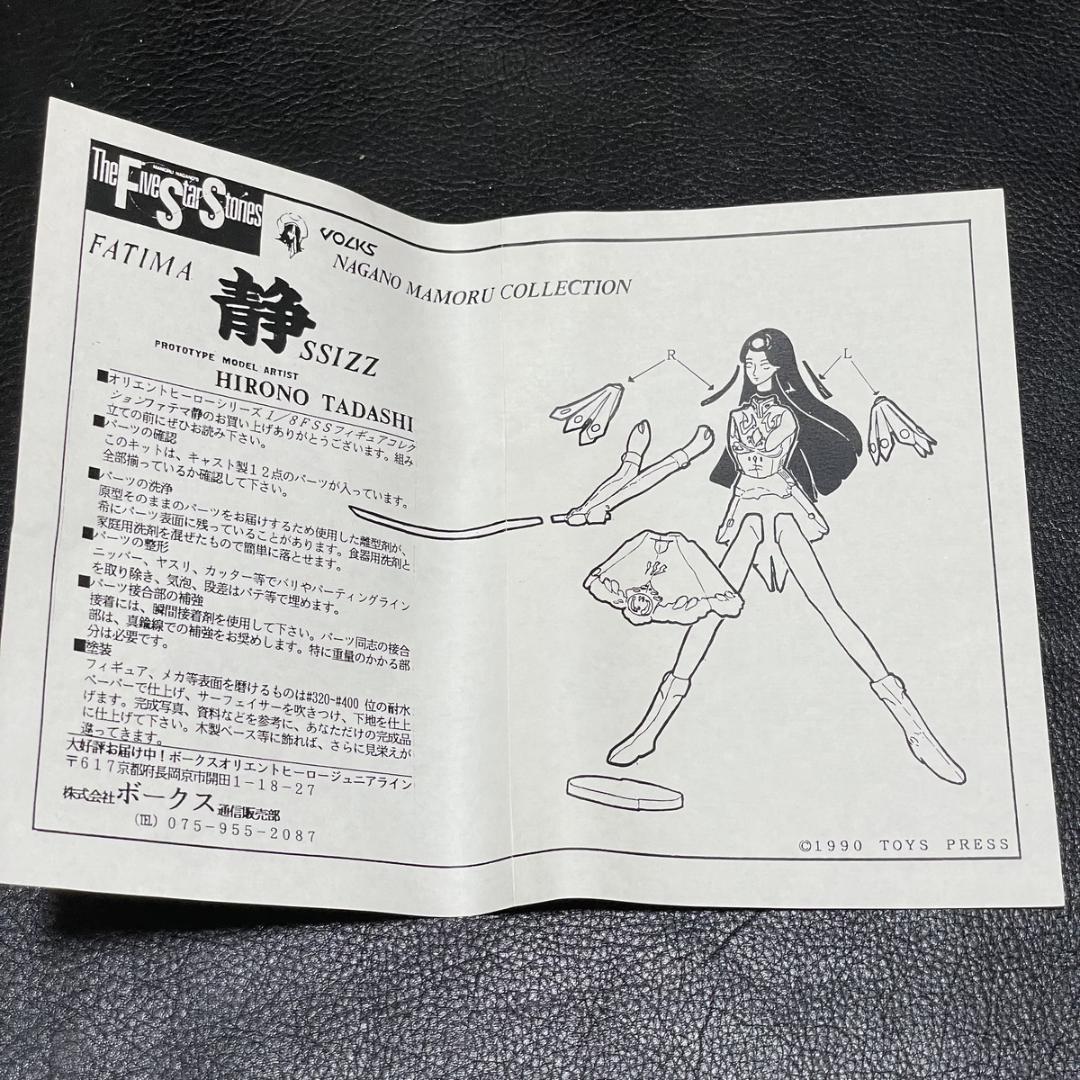 MAMORU NAGANO'S
The Five Star Stories
VOLKS
NAGANO MAMORU COLLECTION
FATIMA
静
SSIZZ
PROTOTYPE MODEL ARTIST
HIRONO TADASHI
■オリエントヒーローシリーズ1/8FSSフィギュアコレク
ションファテマ静のお買い上げありがとうございます。組み
立ての前にぜひお読み下さい。
■パーツの確認
このキットは、キャスト製12点のパーツが入っています。
全部揃っているか確認して下さい。
■パーツの洗浄
原型そのままのパーツをお届けするため使用した離型剤が、
希にパーツ表面に残っていることがあります。食器用洗剤と
家庭用洗剤を混ぜたもので簡単に落とせます。
■パーツの整形
ニッパー、ヤスリ、カッター等でバリやパーティングライン
を取り除き、気泡、段差はパテ等で埋めます。
■パーツ接合部の補強
接着には、瞬間接着剤を使用して下さい。パーツ同志の接合
部は、真鍮線での補強をお奨めします。特に重量のかかる部
分は必要です。
■塗装
フィギュア、メカ等表面を磨けるものは#320~#400 位の耐水
ペーパーで仕上げ、サーフェイサーを吹きつけ、下地を仕上
げます。完成写真、資料などを参考に、あなただけの完成品
に仕上げて下さい。木製ベース等に飾れば、さらに見栄えが
違ってきます。
大好評お届け中!ボークスオリエントヒーロージュニアライン
〒617京都府長岡京市開田1-18-27
株式会社ボークス通信販売部
(TEL) 075-955-2087
R
L
©1990 TOYS PRESS